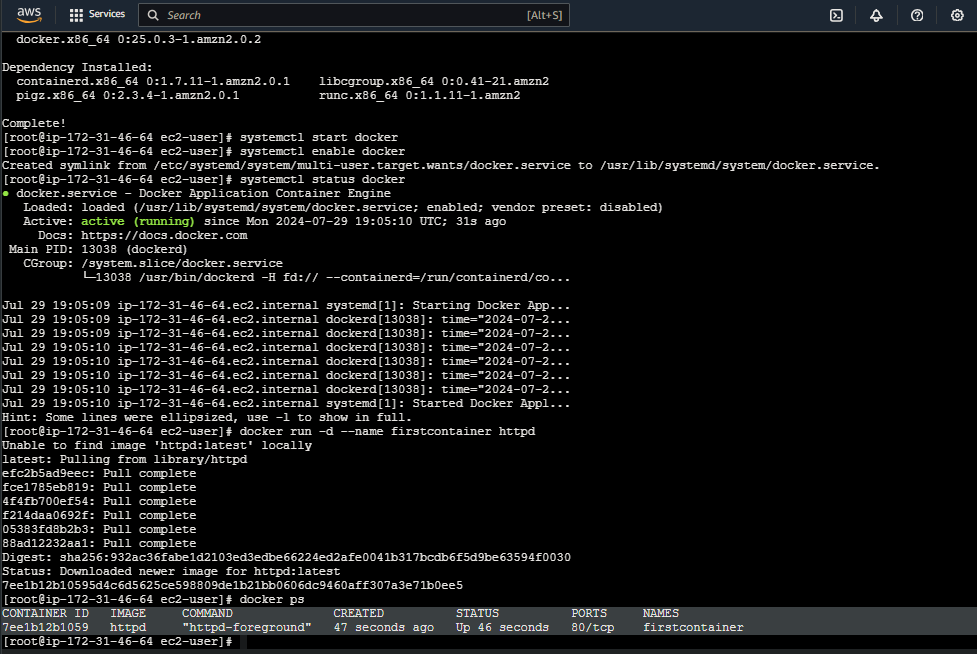 aws
Services
Search
[Alt+S]
docker.x86_64 0:25.0.3-1.amzn2.0.2
Dependency Installed:
containerd.x86_64 0:1.7.11-1.amzn2.0.1    libcgroup.x86_64 0:0.41-21.amzn2
pigz.x86_64 0:2.3.4-1.amzn2.0.1           runc.x86_64 0:1.1.11-1.amzn2
Complete!
[root@ip-172-31-46-64 ec2-user]# systemctl start docker
[root@ip-172-31-46-64 ec2-user]# systemctl enable docker
Created symlink from /etc/systemd/system/multi-user.target.wants/docker.service to /usr/lib/systemd/system/docker.service.
[root@ip-172-31-46-64 ec2-user]# systemctl status docker
● docker.service - Docker Application Container Engine
Loaded: loaded (/usr/lib/systemd/system/docker.service; enabled; vendor preset: disabled)
Active: active (running) since Mon 2024-07-29 19:05:10 UTC; 31s ago
Docs: https://docs.docker.com
Main PID: 13038 (dockerd)
CGroup: /system.slice/docker.service
└─13038 /usr/bin/dockerd -H fd:// --containerd=/run/containerd/co...
Jul 29 19:05:09 ip-172-31-46-64.ec2.internal systemd[1]: Starting Docker App...
Jul 29 19:05:09 ip-172-31-46-64.ec2.internal dockerd[13038]: time="2024-07-2...
Jul 29 19:05:09 ip-172-31-46-64.ec2.internal dockerd[13038]: time="2024-07-2...
Jul 29 19:05:10 ip-172-31-46-64.ec2.internal dockerd[13038]: time="2024-07-2...
Jul 29 19:05:10 ip-172-31-46-64.ec2.internal dockerd[13038]: time="2024-07-2...
Jul 29 19:05:10 ip-172-31-46-64.ec2.internal dockerd[13038]: time="2024-07-2...
Jul 29 19:05:10 ip-172-31-46-64.ec2.internal dockerd[13038]: time="2024-07-2...
Jul 29 19:05:10 ip-172-31-46-64.ec2.internal systemd[1]: Started Docker Appl...
Hint: Some lines were ellipsized, use -l to show in full.
[root@ip-172-31-46-64 ec2-user]# docker run -d --name firstcontainer httpd
Unable to find image 'httpd:latest' locally
latest: Pulling from library/httpd
efc2b5ad9eec: Pull complete
fce1785eb819: Pull complete
4f4fb700ef54: Pull complete
f214daa0692f: Pull complete
05383fd8b2b3: Pull complete
88ad12232aa1: Pull complete
Digest: sha256:932ac36fabe1d2103ed3edbe66224ed2afe0041b317bcdb6f5d9be63594f0030
Status: Downloaded newer image for httpd:latest
7ee1b12b10595d4c6d5625ce598809de1b21bb0606dc9460aff307a3e71b0ee5
[root@ip-172-31-46-64 ec2-user]# docker ps
CONTAINER ID   IMAGE     COMMAND              CREATED          STATUS          PORTS     NAMES
7ee1b12b1059   httpd     "httpd-foreground"   47 seconds ago   Up 46 seconds   80/tcp    firstcontainer
[root@ip-172-31-46-64 ec2-user]#